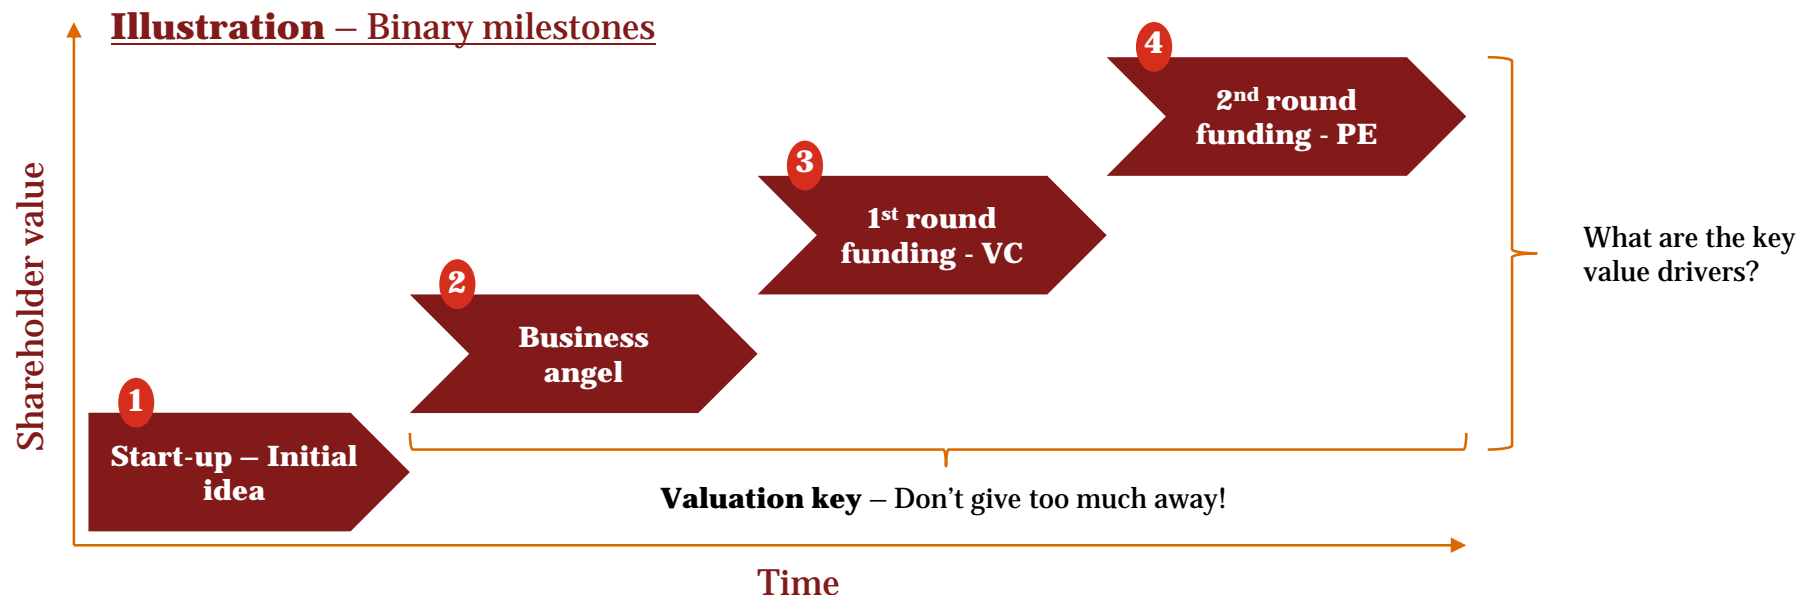 Illustration – Binary milestones
4
2nd round
funding - PE
3
1st round
funding - VC
2
Business
angel
1
Start-up – Initial
idea
What are the key
value drivers?
Valuation key – Don't give too much away!
Shareholder value
Time